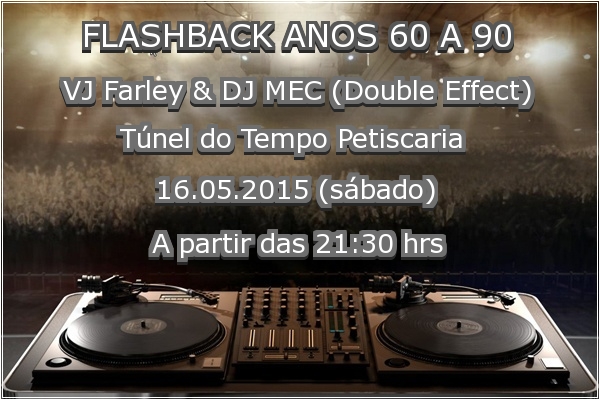 FLASHBACK ANOS 60 A 90
VJ Farley & DJ MEC (Double Effect)
Túnel do Tempo Petiscaria
16.05.2015 (sábado)
A partir das 21:30 hrs